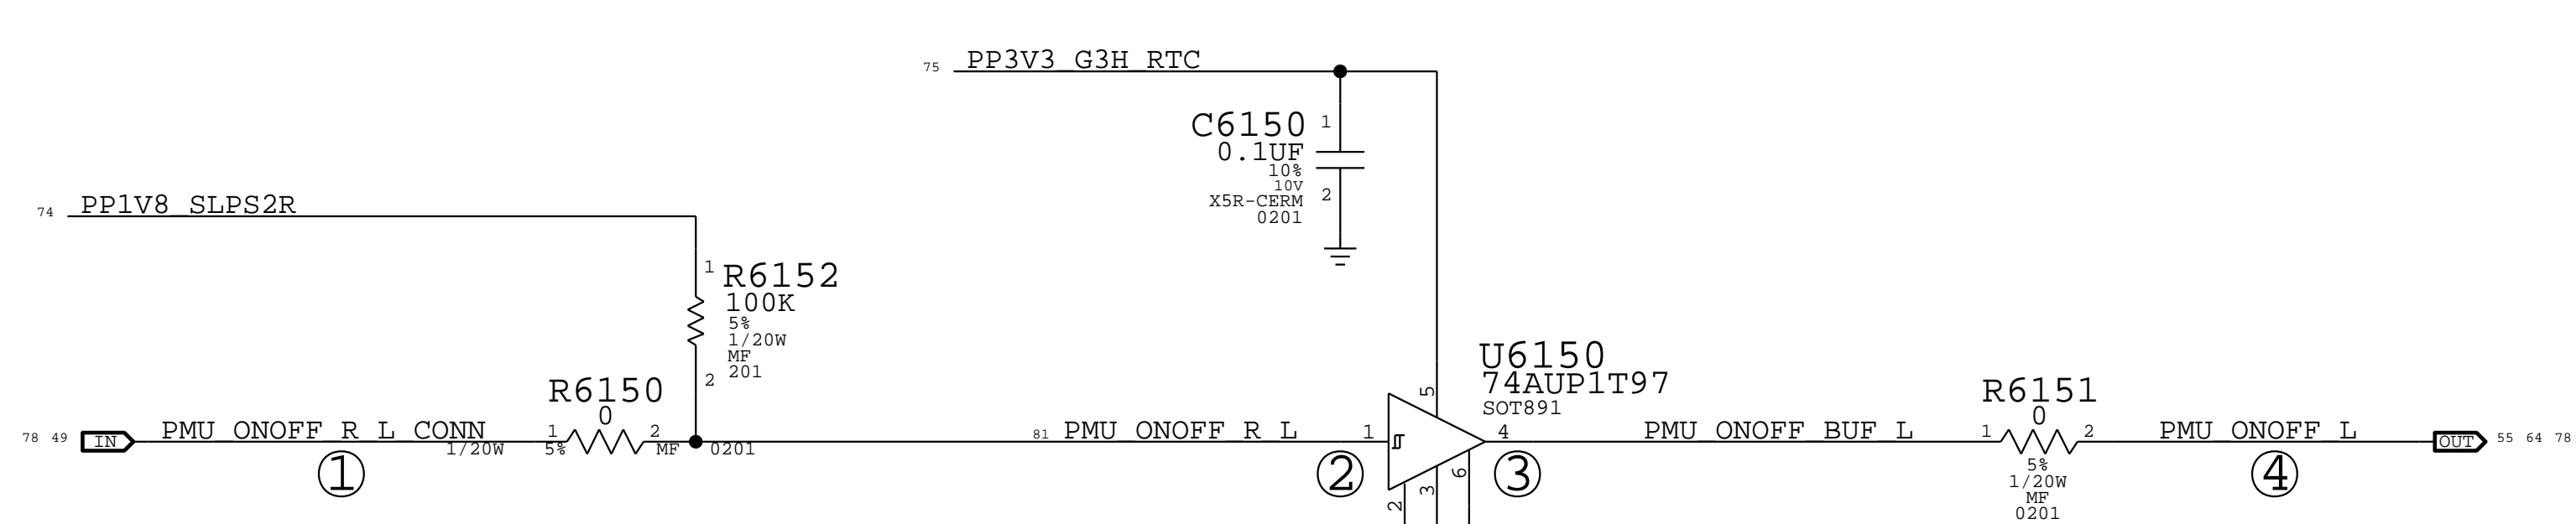 75 PP3V3_G3H_RTC
C6150 1
0.1UF
10%
10V
X5R-CERM 2
0201
74 PP1V8_SLPS2R
1 R6152
100K
5%
1/20W
MF
201
2
U6150
74AUP1T97
SOT891
5
R6150
0
R6151
0
78 49 IN PMU_ONOFF_R_L_CONN 1 2 81 PMU_ONOFF_R_L 1 4 PMU_ONOFF_BUF_L 1 2 PMU_ONOFF_L OUT 55 64 78
1/20W 5% MF 0201
① ② 2 3 6 ③ ④
5%
1/20W
MF
0201